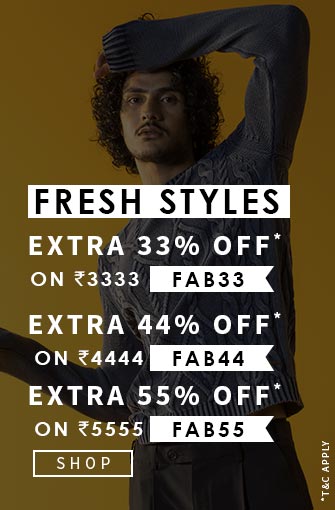 FRESH STYLES
EXTRA 33% OFF*
ON ₹3333 FAB33
EXTRA 44% OFF*
ON ₹4444 FAB44
EXTRA 55% OFF*
ON ₹5555 FAB55
SHOP
*T&C APPLY